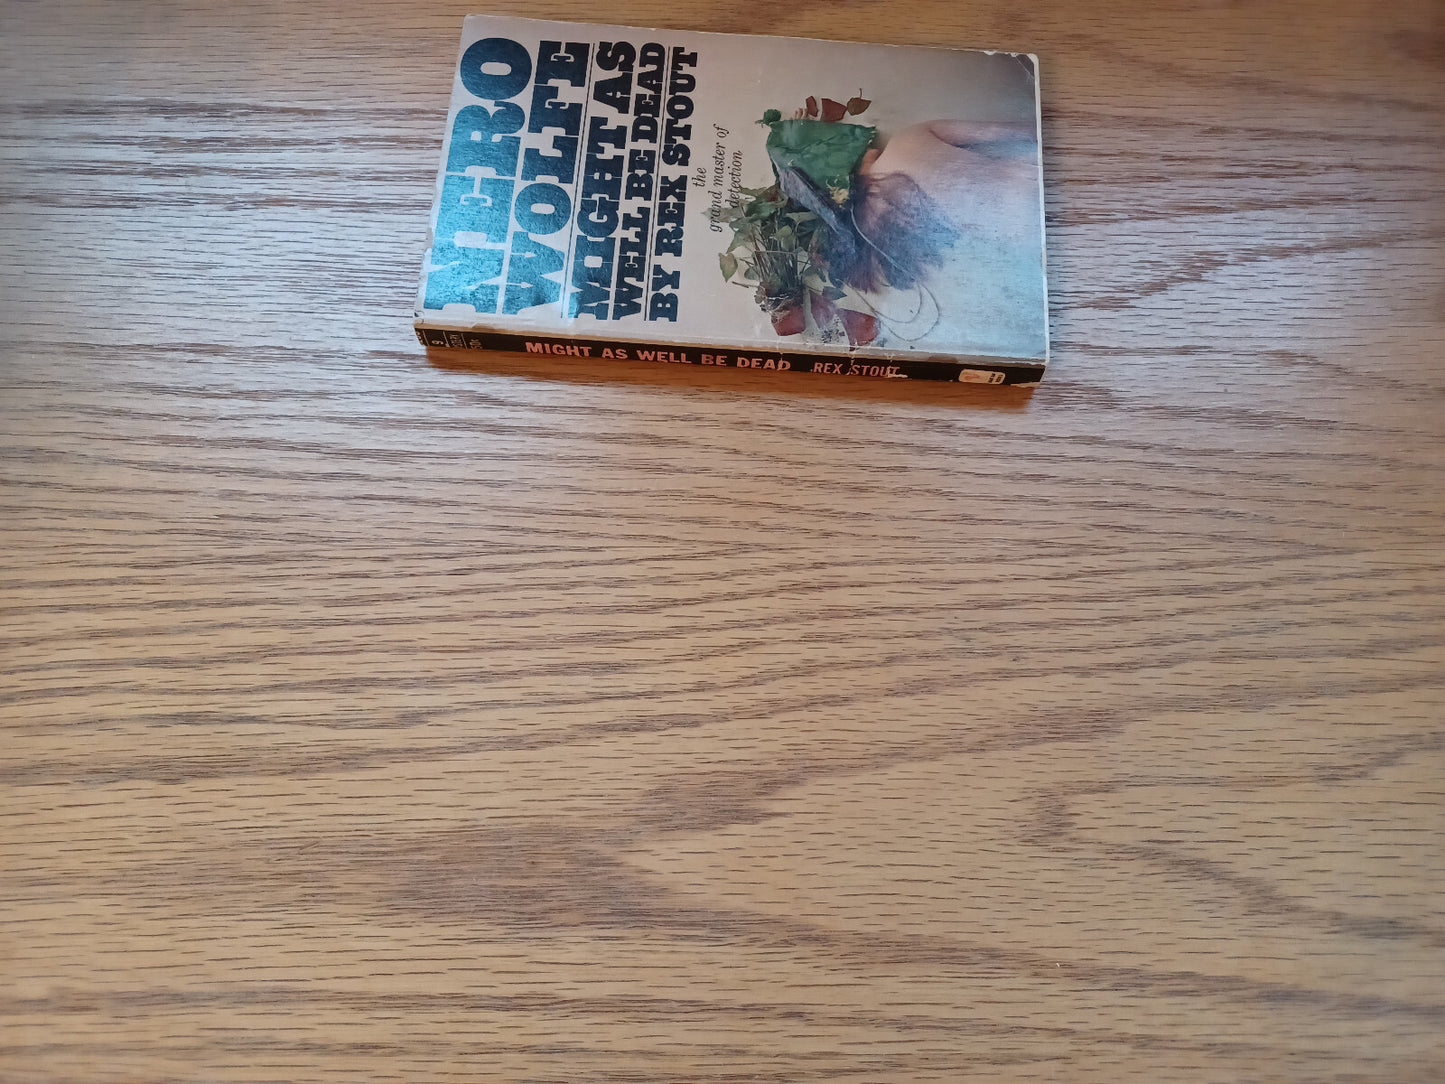 NERO
WOLFE
MIGHT AS
WELL BE DEAD
BY REX STOUT
the
grand master of
detection
MIGHT AS WELL BE DEAD REX STOUT